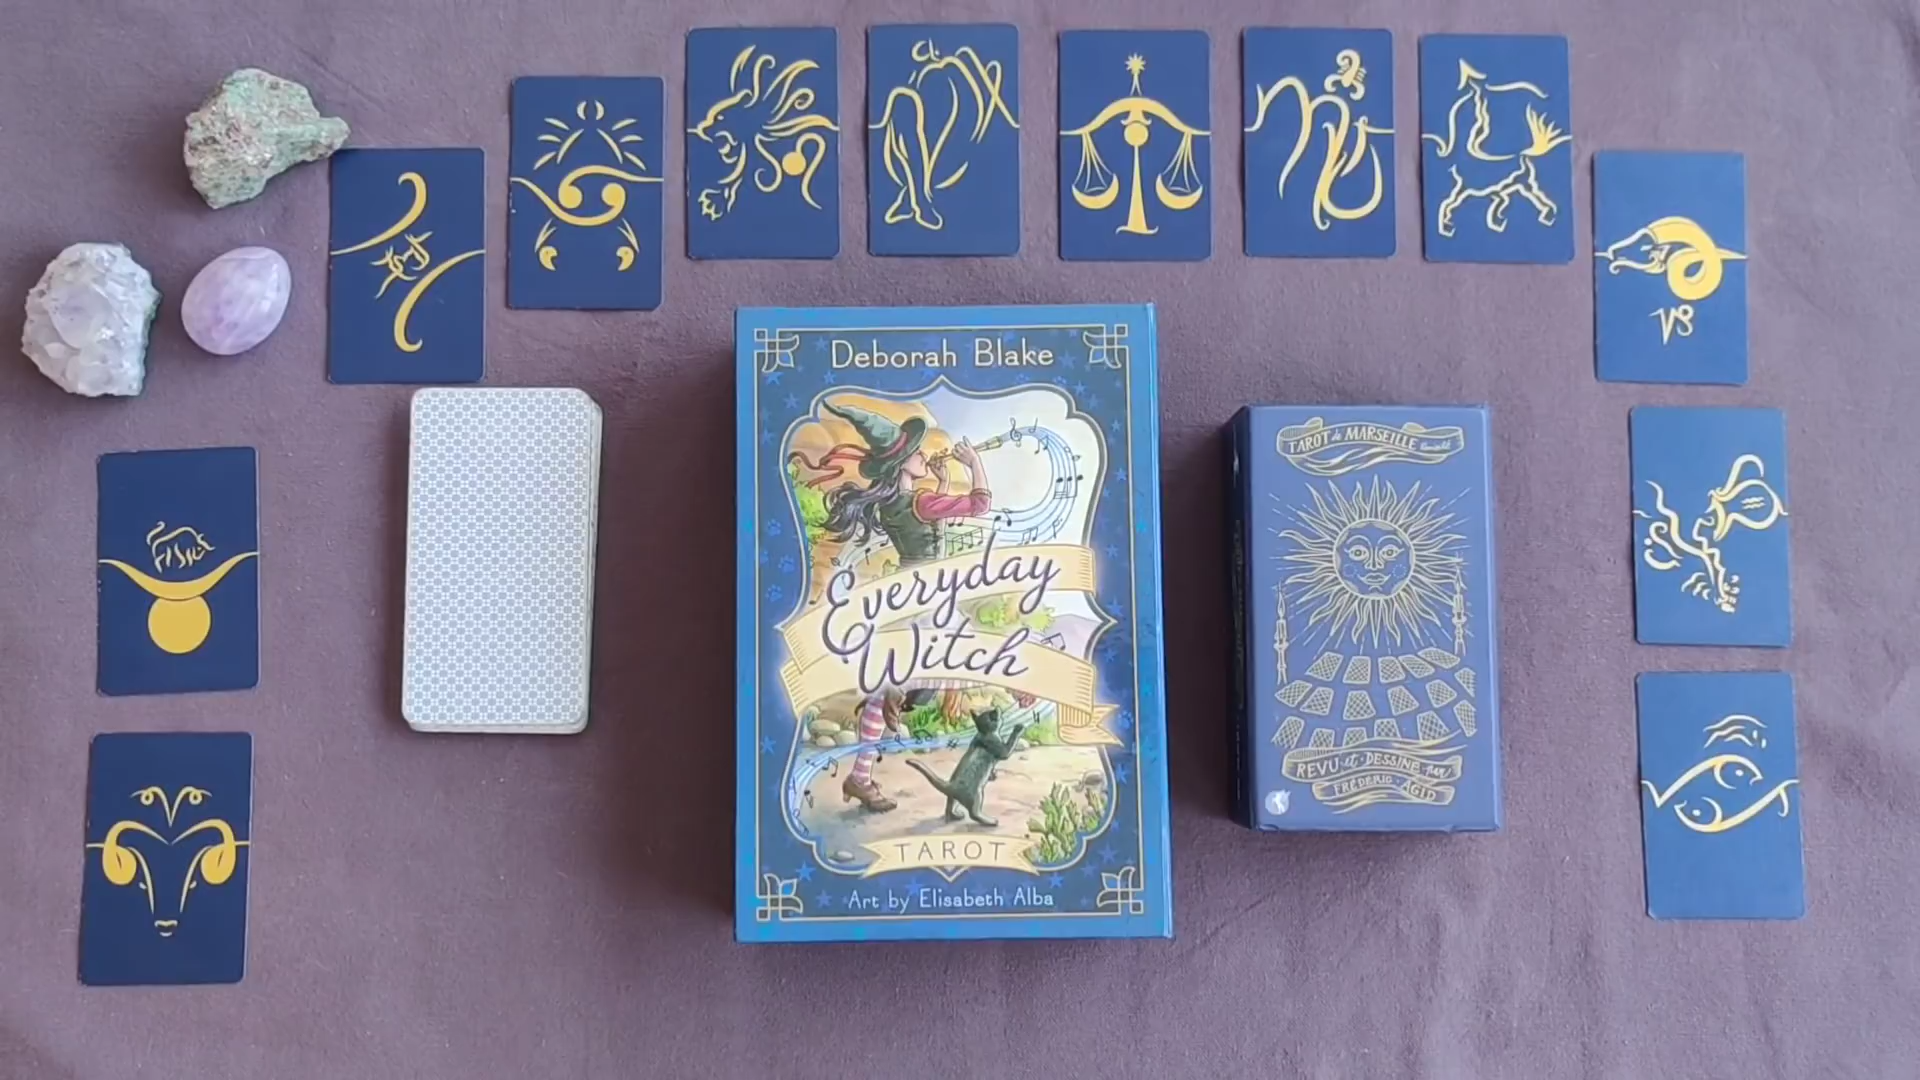 Deborah Blake
Everyday
Witch
TAROT
Art by Elisabeth Alba
TAROT de MARSEILLE
REVU et DESSINÉ par
FRÉDÉRIC AGID